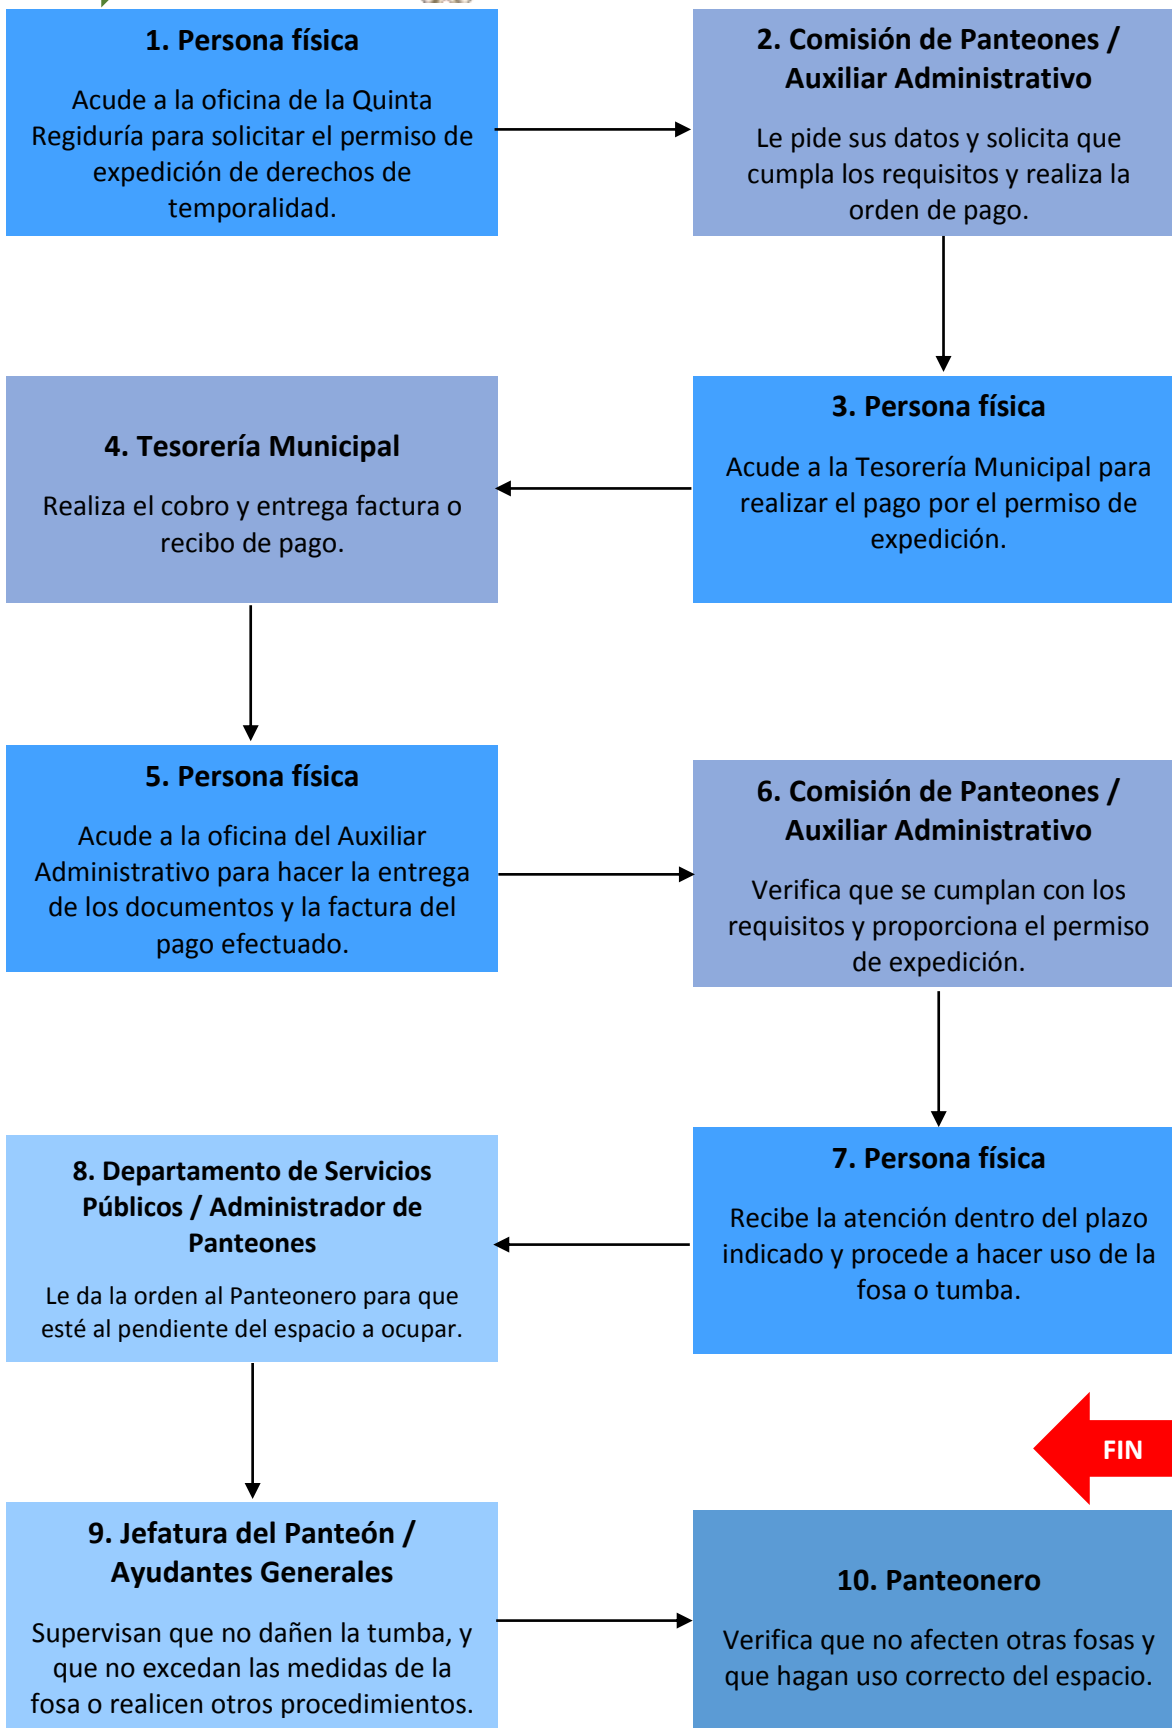 1. Persona física
Acude a la oficina de la Quinta
Regiduría para solicitar el permiso de
expedición de derechos de
temporalidad.
2. Comisión de Panteones /
Auxiliar Administrativo
Le pide sus datos y solicita que
cumpla los requisitos y realiza la
orden de pago.
3. Persona física
Acude a la Tesorería Municipal para
realizar el pago por el permiso de
expedición.
4. Tesorería Municipal
Realiza el cobro y entrega factura o
recibo de pago.
5. Persona física
Acude a la oficina del Auxiliar
Administrativo para hacer la entrega
de los documentos y la factura del
pago efectuado.
6. Comisión de Panteones /
Auxiliar Administrativo
Verifica que se cumplan con los
requisitos y proporciona el permiso
de expedición.
7. Persona física
Recibe la atención dentro del plazo
indicado y procede a hacer uso de la
fosa o tumba.
8. Departamento de Servicios
Públicos / Administrador de
Panteones
Le da la orden al Panteonero para que
esté al pendiente del espacio a ocupar.
9. Jefatura del Panteón /
Ayudantes Generales
Supervisan que no dañen la tumba, y
que no excedan las medidas de la
fosa o realicen otros procedimientos.
FIN
10. Panteonero
Verifica que no afecten otras fosas y
que hagan uso correcto del espacio.